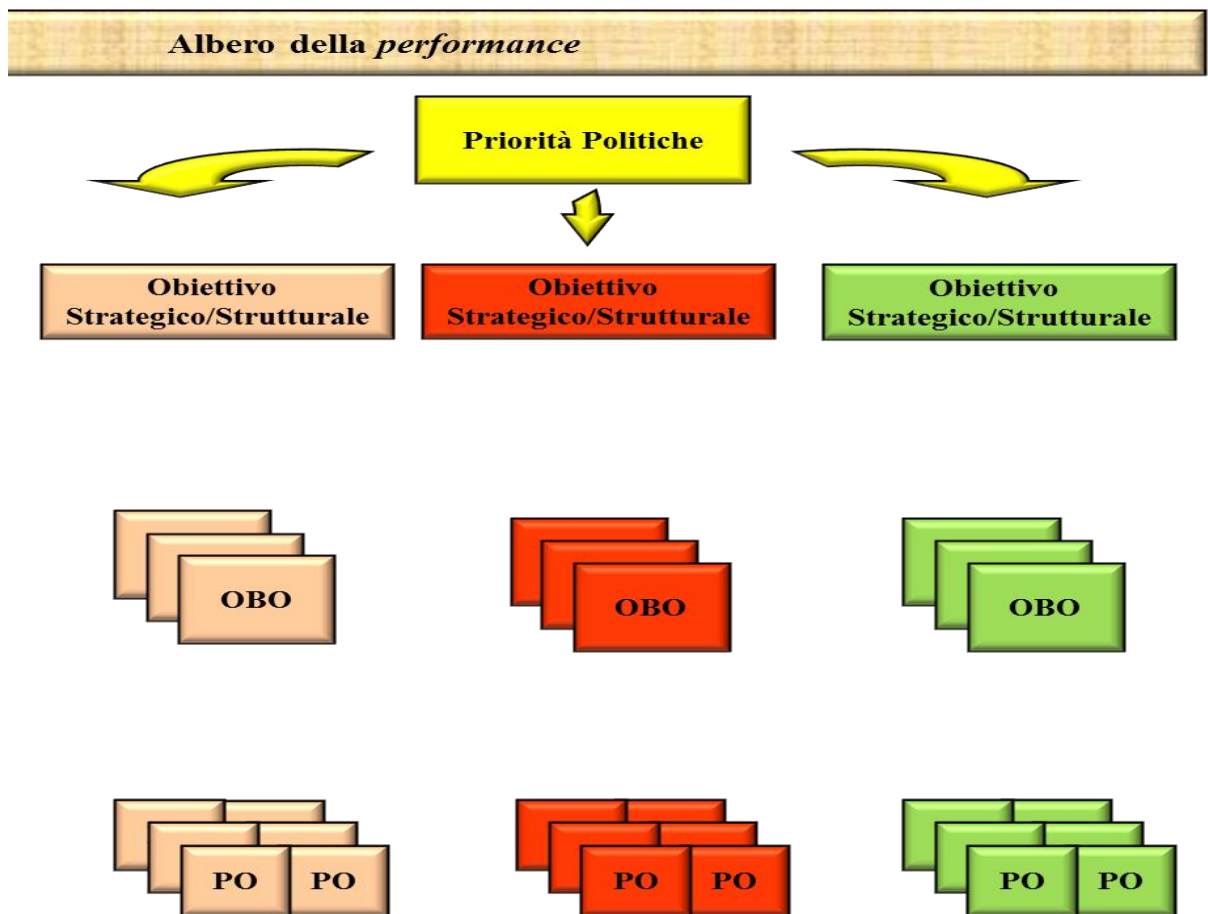 Albero della performance
Priorità Politiche
Obiettivo
Strategico/Strutturale
Obiettivo
Strategico/Strutturale
Obiettivo
Strategico/Strutturale
OBO
OBO
OBO
PO PO
PO PO
PO PO